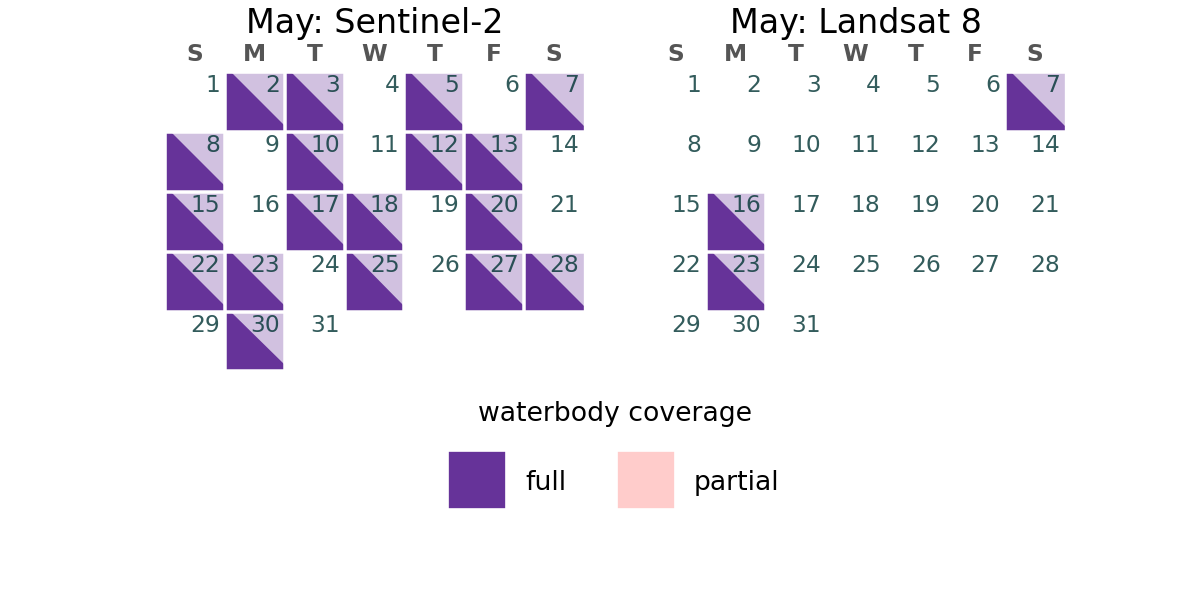 May: Sentinel-2
S M T W T F S
1 2 3 4 5 6 7
8 9 10 11 12 13 14
15 16 17 18 19 20 21
22 23 24 25 26 27 28
29 30 31
May: Landsat 8
S M T W T F S
1 2 3 4 5 6 7
8 9 10 11 12 13 14
15 16 17 18 19 20 21
22 23 24 25 26 27 28
29 30 31
waterbody coverage
full
partial